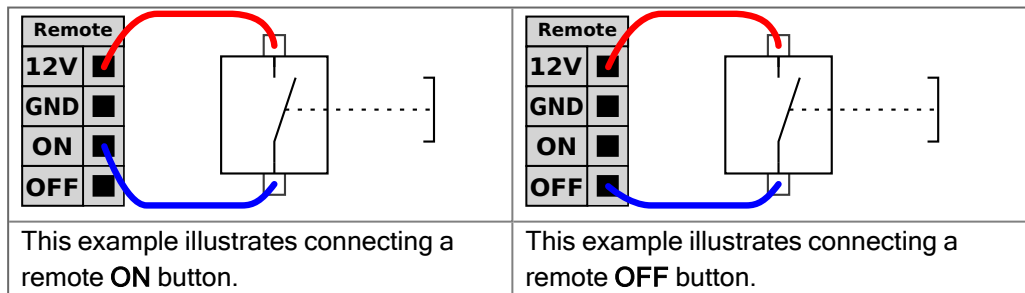 Remote
12V
GND
ON
OFF
This example illustrates connecting a
remote ON button.
Remote
12V
GND
ON
OFF
This example illustrates connecting a
remote OFF button.